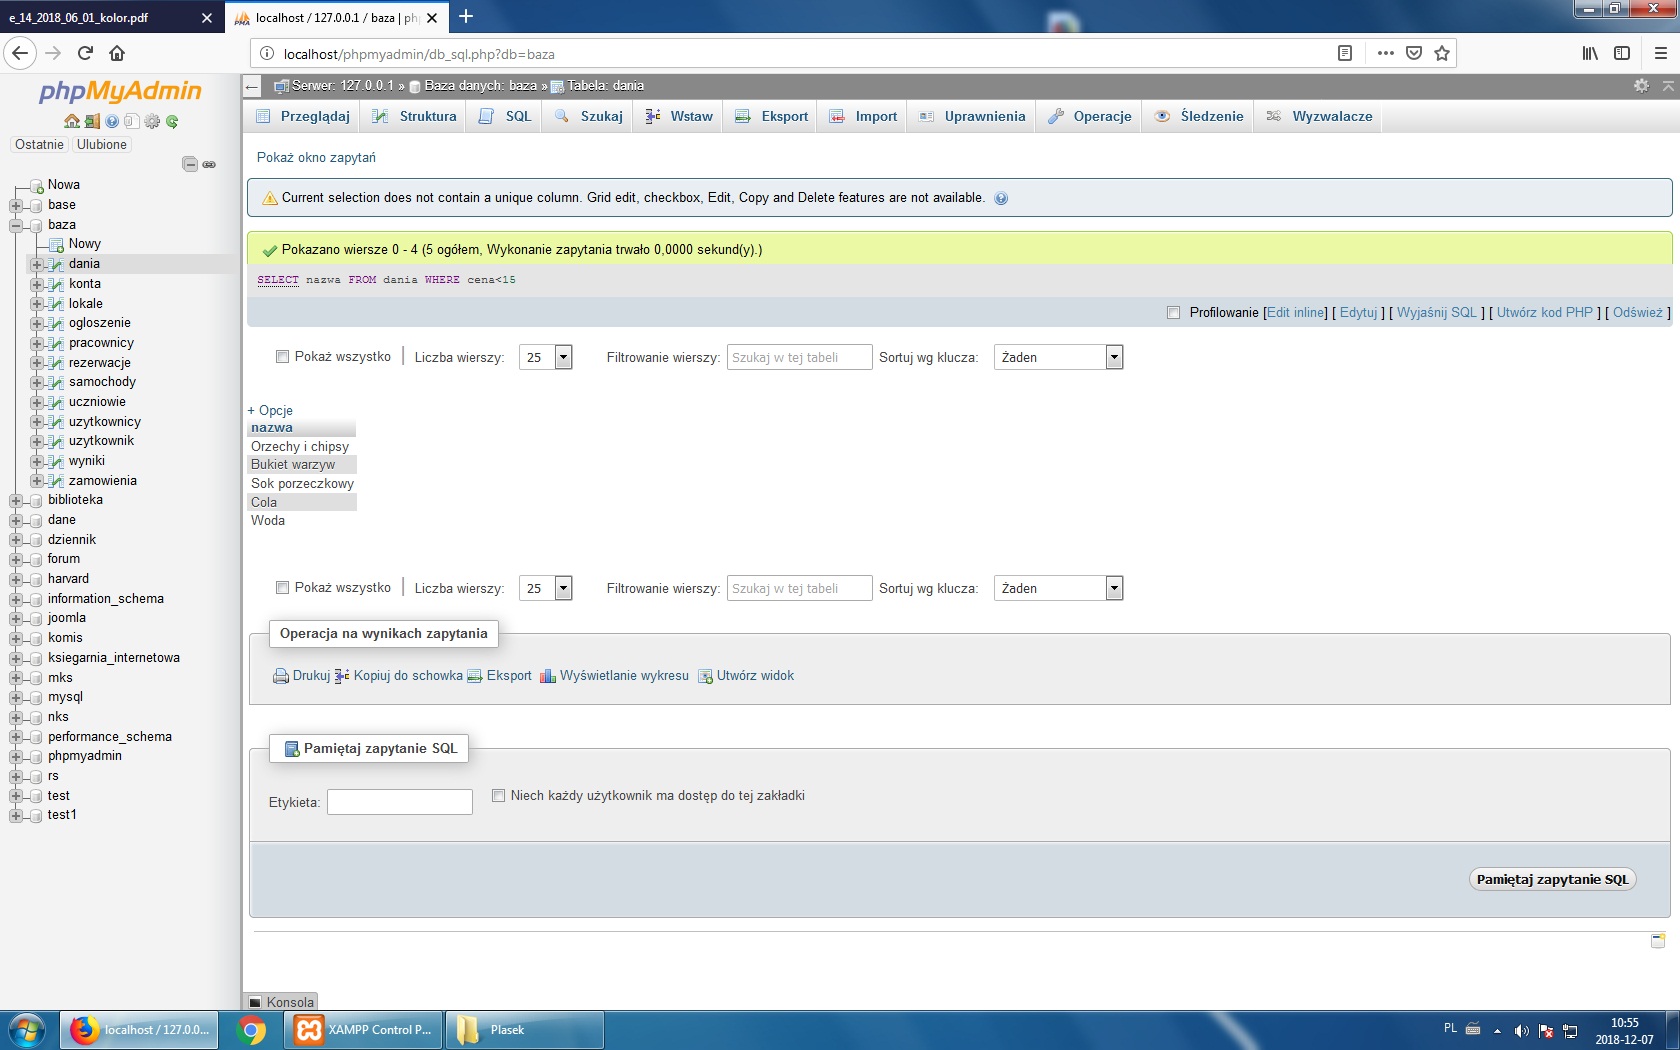 e_14_2018_06_01_kolor.pdf
localhost / 127.0.0.1 / baza | ph
localhost/phpmyadmin/db_sql.php?db=baza
phpMyAdmin
Ostatnie Ulubione
Nowa
base
baza
Nowy
dania
konta
lokale
ogloszenie
pracownicy
rezerwacje
samochody
uczniowie
uzytkownicy
uzytkownik
wyniki
zamowienia
biblioteka
dane
dziennik
forum
harvard
information_schema
joomla
komis
ksiegarnia_internetowa
mks
mysql
nks
performance_schema
phpmyadmin
rs
test
test1
Serwer: 127.0.0.1 » Baza danych: baza » Tabela: dania
Przeglądaj Struktura SQL Szukaj Wstaw Eksport Import Uprawnienia Operacje Śledzenie Wyzwalacze
Pokaż okno zapytań
Current selection does not contain a unique column. Grid edit, checkbox, Edit, Copy and Delete features are not available.
Pokazano wiersze 0 - 4 (5 ogółem, Wykonanie zapytania trwało 0,0000 sekund(y).)
SELECT nazwa FROM dania WHERE cena<15
Profilowanie [Edit inline] [ Edytuj ] [ Wyjaśnij SQL ] [ Utwórz kod PHP ] [ Odśwież ]
Pokaż wszystko | Liczba wierszy: 25 Filtrowanie wierszy: Szukaj w tej tabeli Sortuj wg klucza: Żaden
+ Opcje
nazwa
Orzechy i chipsy
Bukiet warzyw
Sok porzeczkowy
Cola
Woda
Pokaż wszystko | Liczba wierszy: 25 Filtrowanie wierszy: Szukaj w tej tabeli Sortuj wg klucza: Żaden
Operacja na wynikach zapytania
Drukuj Kopiuj do schowka Eksport Wyświetlanie wykresu Utwórz widok
Pamiętaj zapytanie SQL
Etykieta: Niech każdy użytkownik ma dostęp do tej zakładki
Pamiętaj zapytanie SQL
Konsola
localhost / 127.0.0... XAMPP Control P... Plasek
PL 10:55
2018-12-07